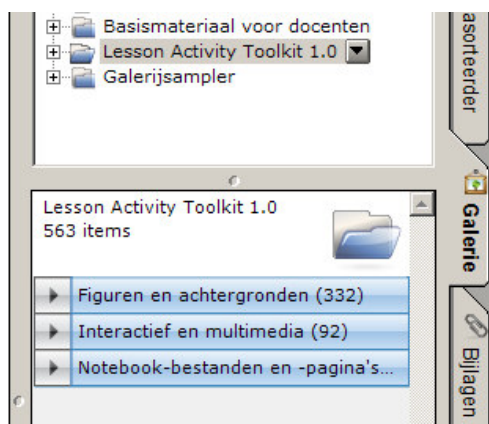 Basismateriaal voor docenten
Lesson Activity Toolkit 1.0
Galerijsampler
Lesson Activity Toolkit 1.0
563 items
Figuren en achtergronden (332)
Interactief en multimedia (92)
Notebook-bestanden en -pagina's...
asorteerder
Galerie
Bijlagen